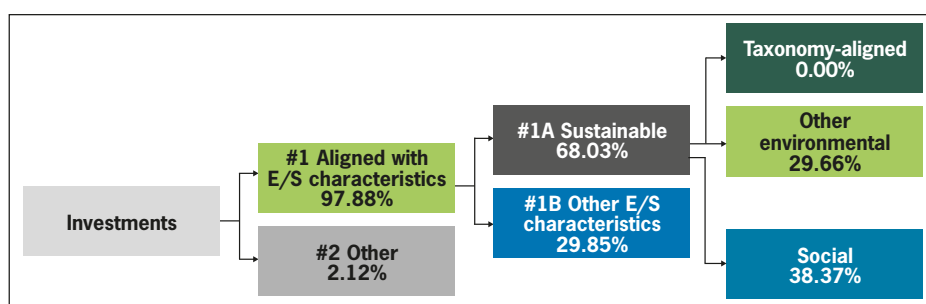 Investments
#1 Aligned with
E/S characteristics
97.88%
#2 Other
2.12%
#1A Sustainable
68.03%
#1B Other E/S
characteristics
29.85%
Taxonomy-aligned
0.00%
Other
environmental
29.66%
Social
38.37%